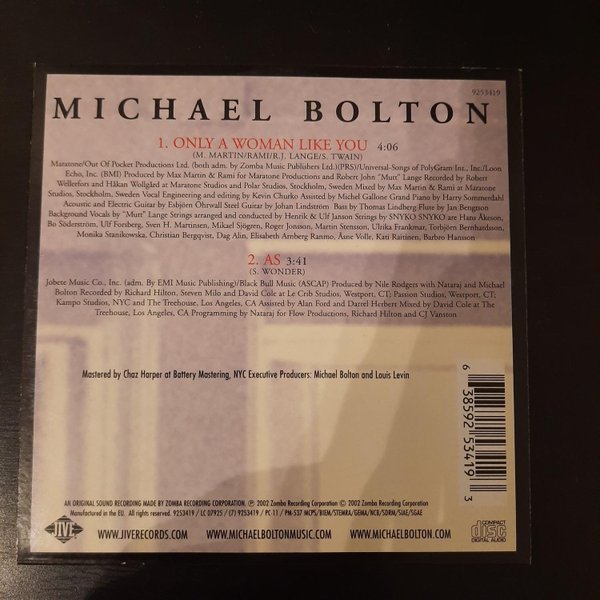 9253419
MICHAEL BOLTON
1. ONLY A WOMAN LIKE YOU 4:06
(M. MARTIN/RAMI/R.J. LANGE/S. TWAIN)
Maratone/Out Of Pocket Productions Ltd. (both adm. by Zomba Music Publishers Ltd.)(PRS)/Universal-Songs of PolyGram Int., Inc./Loon
Echo, Inc. (BMI) Produced by Max Martin & Rami for Maratone Productions and Robert John "Mutt" Lange Recorded by Robert
Wellerfors and Håkan Wollgård at Maratone Studios and Polar Studios, Stockholm, Sweden Mixed by Max Martin & Rami at Maratone
Studios, Stockholm, Sweden Vocal Engineering and editing by Kevin Churko Assisted by Michel Gallone Grand Piano by Harry Sommerdahl
Acoustic and Electric Guitar by Esbjörn Öhrwall Steel Guitar by Johan Lindström Bass by Thomas Lindberg Flute by Jan Bengtson
Background Vocals by "Mutt" Lange Strings arranged and conducted by Henrik & Ulf Janson Strings by SNYKO SNYKO are Hans Åkeson,
Bo Söderström, Ulf Forsberg, Sven H. Martinsen, Mikael Sjögren, Roger Jonsson, Martin Stensson, Ulrika Frankmar, Torbjörn Bernhardsson,
Monika Stanikowska, Christian Bergqvist, Dag Alin, Elisabeth Arnberg Ranmo, Åsne Volle, Kati Raitinen, Barbro Hansson
2. AS 3:41
(S. WONDER)
Jobete Music Co., Inc. (adm. By EMI Music Publishing)/Black Bull Music (ASCAP) Produced by Nile Rodgers with Nataraj and Michael
Bolton Recorded by Richard Hilton, Steven Milo and David Cole at Le Crib Studios, Westport, CT; Passion Studios, Westport, CT;
Kampo Studios, NYC and The Treehouse, Los Angeles, CA Assisted by Alan Ford and Darrel Herbert Mixed by David Cole at The
Treehouse, Los Angeles, CA Programming by Nataraj for Flow Productions, Richard Hilton and CJ Vanston
Mastered by Chaz Harper at Battery Mastering, NYC Executive Producers: Michael Bolton and Louis Levin
6 38592 53419 3
AN ORIGINAL SOUND RECORDING MADE BY ZOMBA RECORDING CORPORATION. ℗ 2002 Zomba Recording Corporation © 2002 Zomba Recording Corporation
Manufactured in the EU. All rights reserved. 9253419 / LC 07925 / (7) 9253419 / PC-11 / PM-537 MCPS/BIEM/STEMRA/GEMA/NCB/SDRM/SUAE/SGAE
JIVE
WWW.JIVERECORDS.COM
WWW.MICHAELBOLTONMUSIC.COM
WWW.MICHAELBOLTON.COM
COMPACT
disc
DIGITAL AUDIO